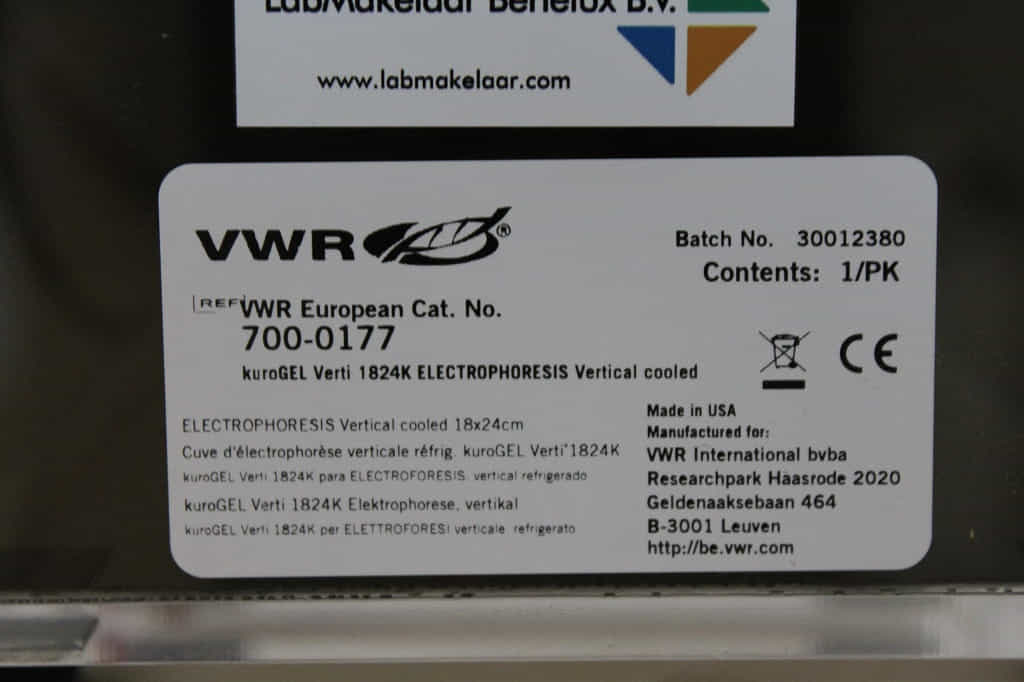 LabMakelaar Benelux B.V.
www.labmakelaar.com
VWR ®
Batch No. 30012380
Contents: 1/PK
REF VWR European Cat. No.
700-0177
kuroGEL Verti 1824K ELECTROPHORESIS Vertical cooled
CE
ELECTROPHORESIS Vertical cooled 18x24cm
Cuve d'électrophorèse verticale réfrig. kuroGEL Verti 1824K
kuroGEL Verti 1824K para ELECTROFORESIS. vertical refrigerado
kuroGEL Verti 1824K Elektrophorese, vertikal
kuroGEL Verti 1824K per ELETTROFORESI verticale refrigerato
Made in USA
Manufactured for:
VWR International bvba
Researchpark Haasrode 2020
Geldenaaksebaan 464
B-3001 Leuven
http://be.vwr.com